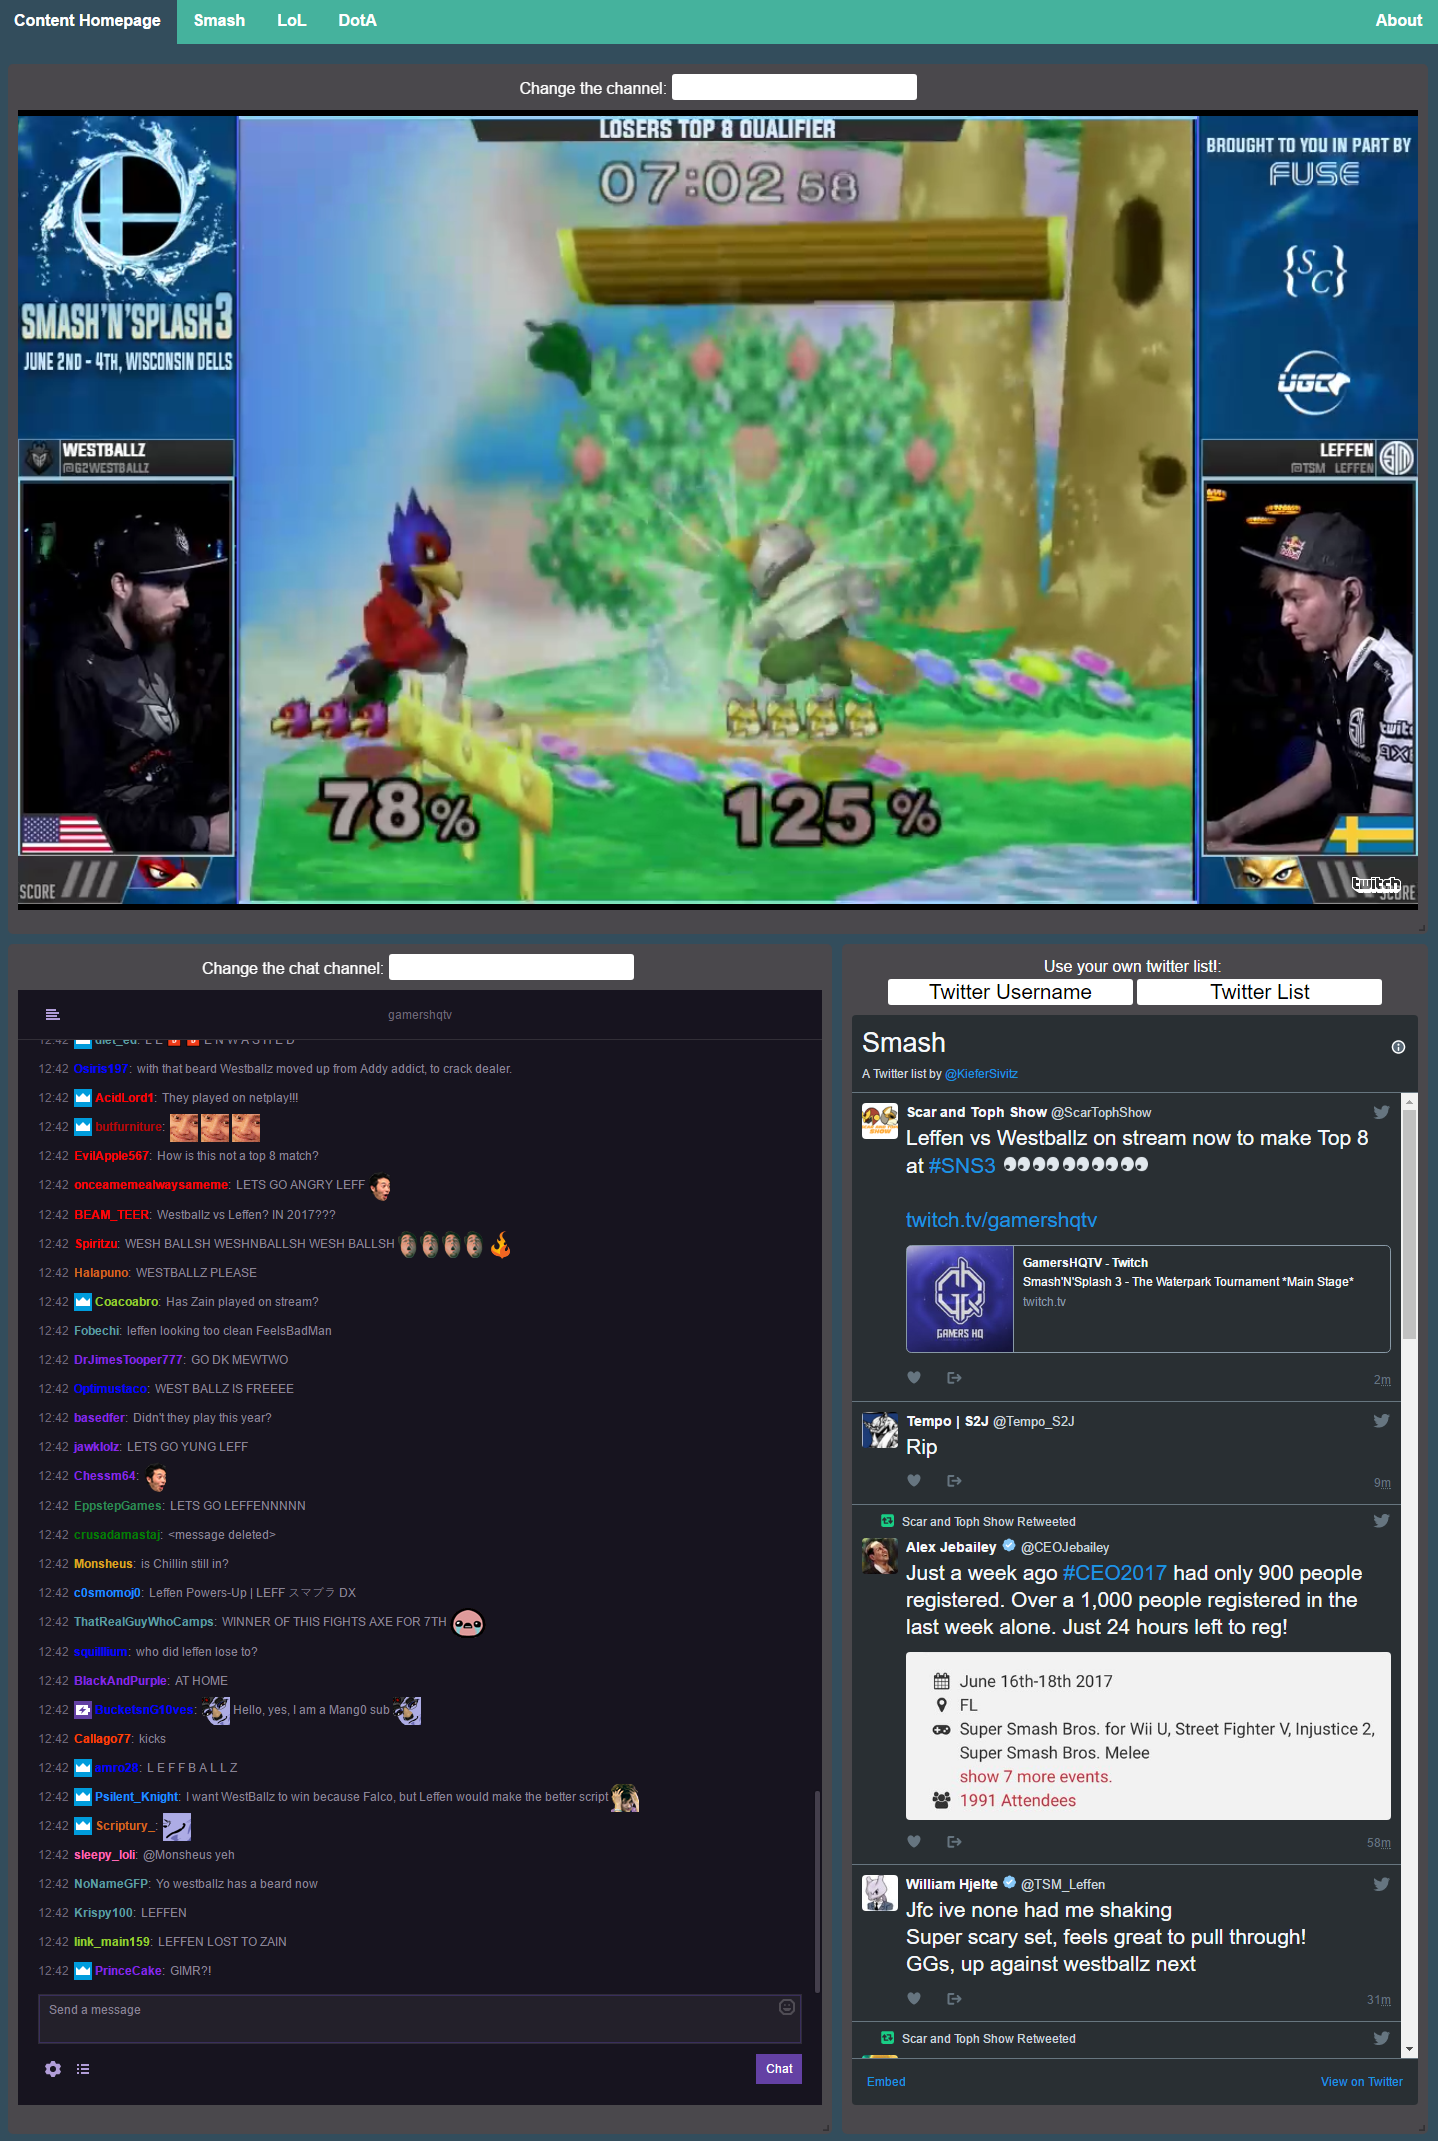 Content Homepage Smash LoL DotA About
Change the channel:
LOSERS TOP 8 QUALIFIER
07:02 58
SMASH'N'SPLASH 3
JUNE 2ND - 4TH, WISCONSIN DELLS
BROUGHT TO YOU IN PART BY
FUSE
{SC}
UGC
WESTBALLZ
@G2WESTBALLZ
LEFFEN
@TSM_LEFFEN
TSM
78%
125%
SCORE
twitch
SCORE
Change the chat channel:
gamershqtv
12:42 Osiris197: with that beard Westballz moved up from Addy addict, to crack dealer.
12:42 AcidLord1: They played on netplay!!!
12:42 butfurniture:
12:42 EvilApple567: How is this not a top 8 match?
12:42 onceamemealwaysameme: LETS GO ANGRY LEFF
12:42 BEAM_TEER: Westballz vs Leffen? IN 2017???
12:42 Spiritzu: WESH BALLSH WESHNBALLSH WESH BALLSH
12:42 Halapuno: WESTBALLZ PLEASE
12:42 Coacoabro: Has Zain played on stream?
12:42 Fobechi: leffen looking too clean FeelsBadMan
12:42 DrJimesTooper777: GO DK MEWTWO
12:42 Optimustaco: WEST BALLZ IS FREEEE
12:42 basedfer: Didn't they play this year?
12:42 jawklolz: LETS GO YUNG LEFF
12:42 Chessm64:
12:42 EppstepGames: LETS GO LEFFENNNNN
12:42 crusadamastaj: <message deleted>
12:42 Monsheus: is Chillin still in?
12:42 c0smomoj0: Leffen Powers-Up | LEFF スマブラ DX
12:42 ThatRealGuyWhoCamps: WINNER OF THIS FIGHTS AXE FOR 7TH
12:42 who did leffen lose to?
12:42 BlackAndPurple: AT HOME
12:42 Hello, yes, I am a Mang0 sub
12:42 Callago77: kicks
12:42 L E F F B A L L Z
12:42 Psilent_Knight: I want WestBallz to win because Falco, but Leffen would make the better script
12:42 Scriptury_:
12:42 sleepy_loli: @Monsheus yeh
12:42 NoNameGFP: Yo westballz has a beard now
12:42 Krispy100: LEFFEN
12:42 link_main159: LEFFEN LOST TO ZAIN
12:42 PrinceCake: GIMR?!
Send a message
Chat
Use your own twitter list!:
Twitter Username Twitter List
Smash
A Twitter list by @KieferSivitz
Scar and Toph Show @ScarTophShow
Leffen vs Westballz on stream now to make Top 8
at #SNS3 👀👀👀👀👀
twitch.tv/gamershqtv
GAMERS HQ
GamersHQTV - Twitch
Smash'N'Splash 3 - The Waterpark Tournament *Main Stage*
twitch.tv
2m
Tempo | S2J @Tempo_S2J
Rip
9m
Scar and Toph Show Retweeted
Alex Jebailey @CEOJebailey
Just a week ago #CEO2017 had only 900 people
registered. Over a 1,000 people registered in the
last week alone. Just 24 hours left to reg!
June 16th-18th 2017
FL
Super Smash Bros. for Wii U, Street Fighter V, Injustice 2,
Super Smash Bros. Melee
show 7 more events.
1991 Attendees
58m
William Hjelte @TSM_Leffen
Jfc ive none had me shaking
Super scary set, feels great to pull through!
GGs, up against westballz next
31m
Scar and Toph Show Retweeted
Embed View on Twitter